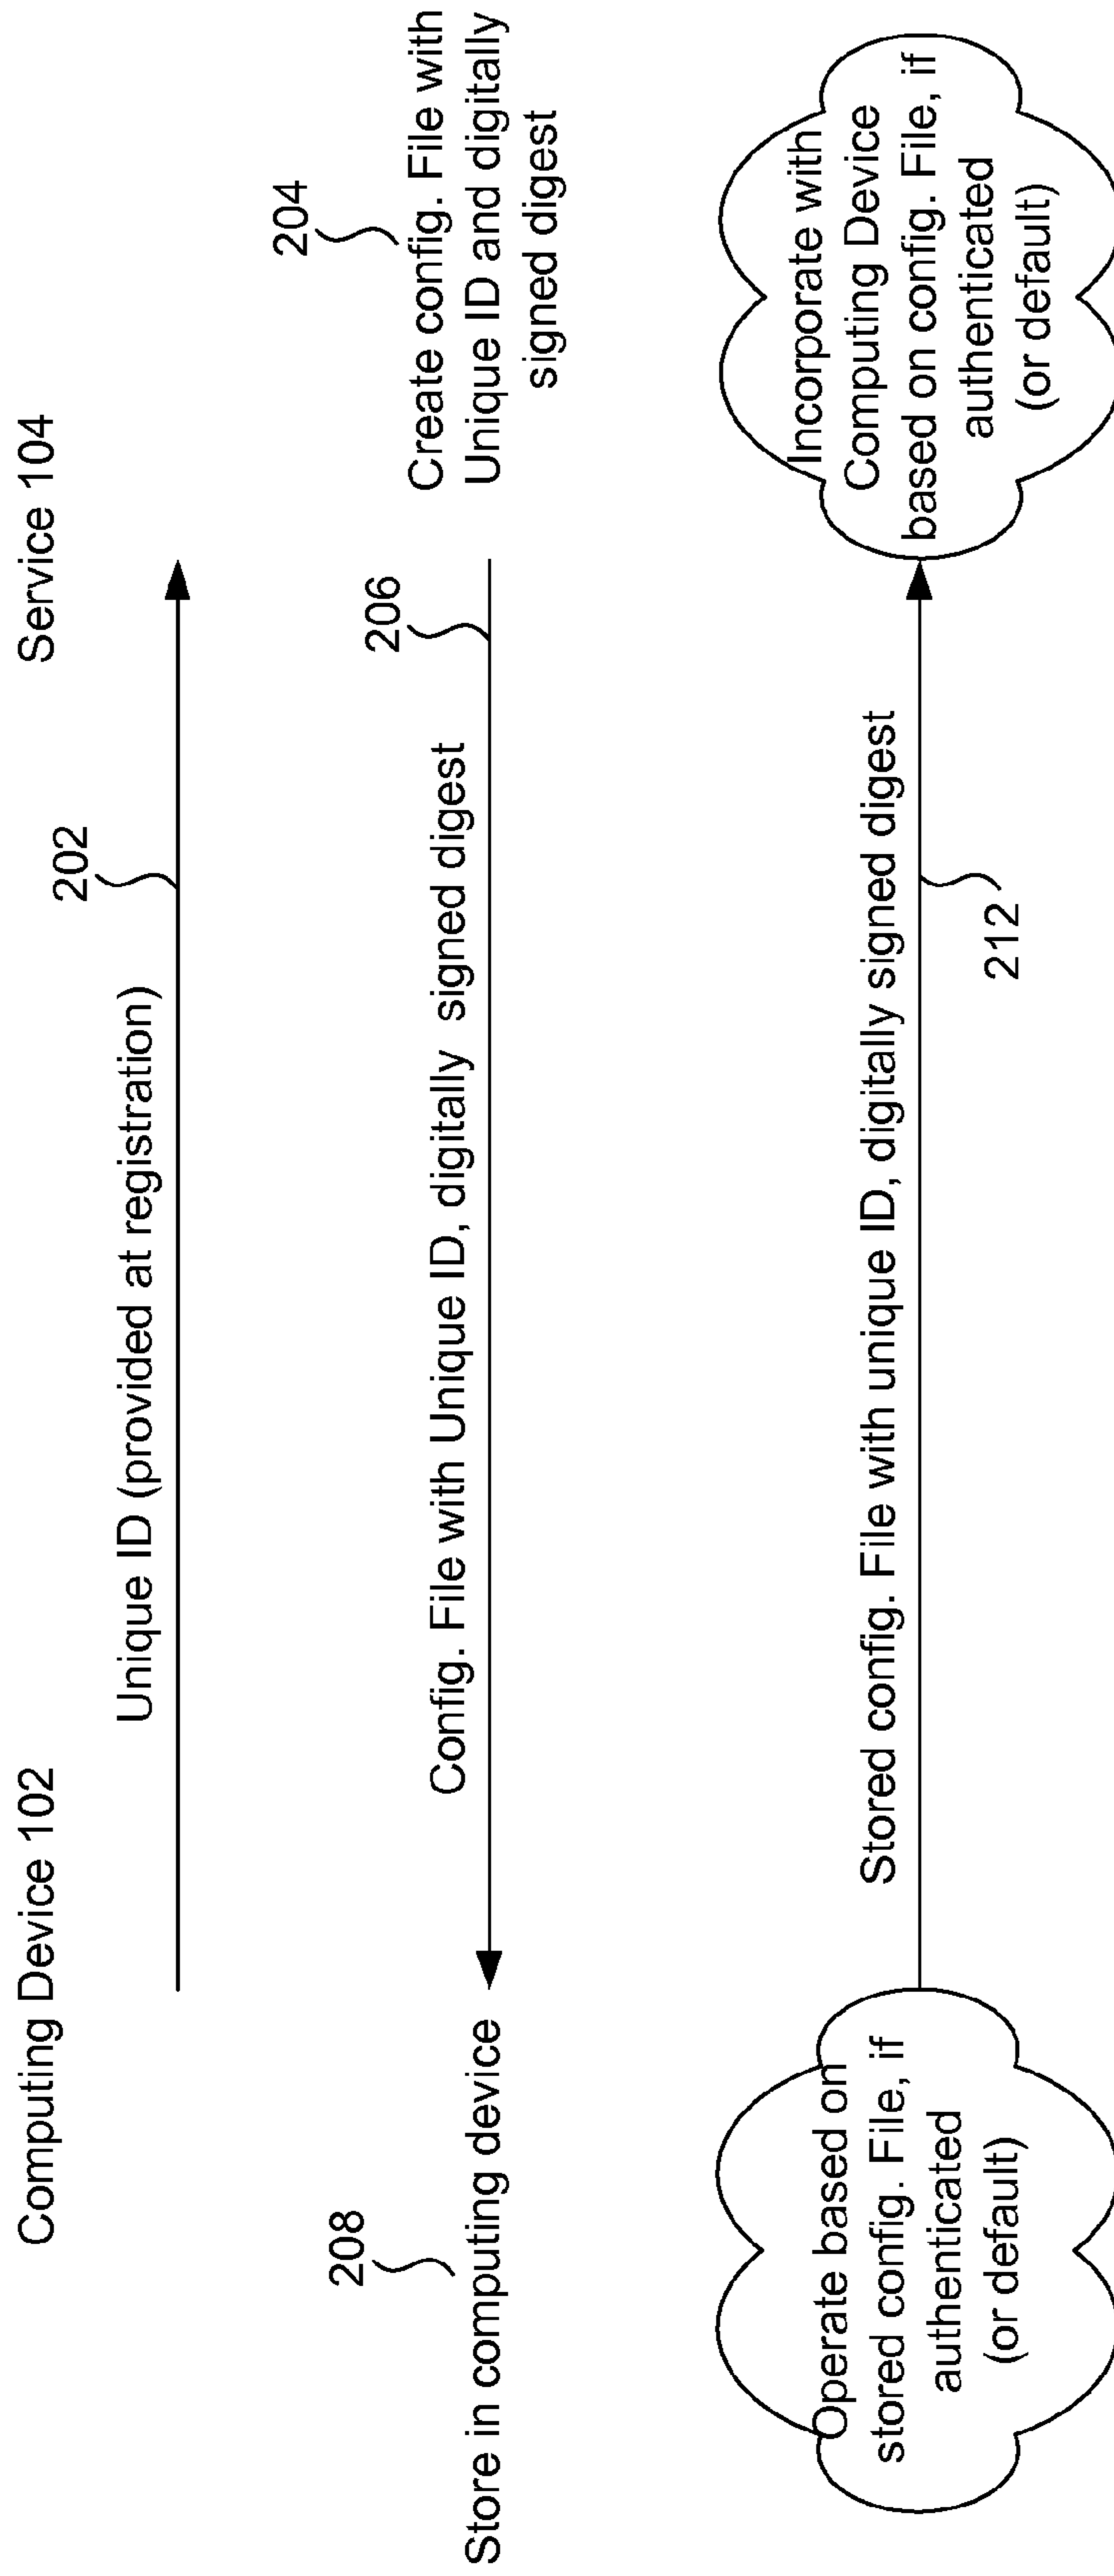 Computing Device 102
Service 104
202
Unique ID (provided at registration)
204
Create config. File with
Unique ID and digitally
signed digest
206
Config. File with Unique ID, digitally signed digest
208
Store in computing device
Operate based on
stored config. File, if
authenticated
(or default)
Stored config. File with unique ID, digitally signed digest
212
Incorporate with
Computing Device
based on config. File, if
authenticated
(or default)